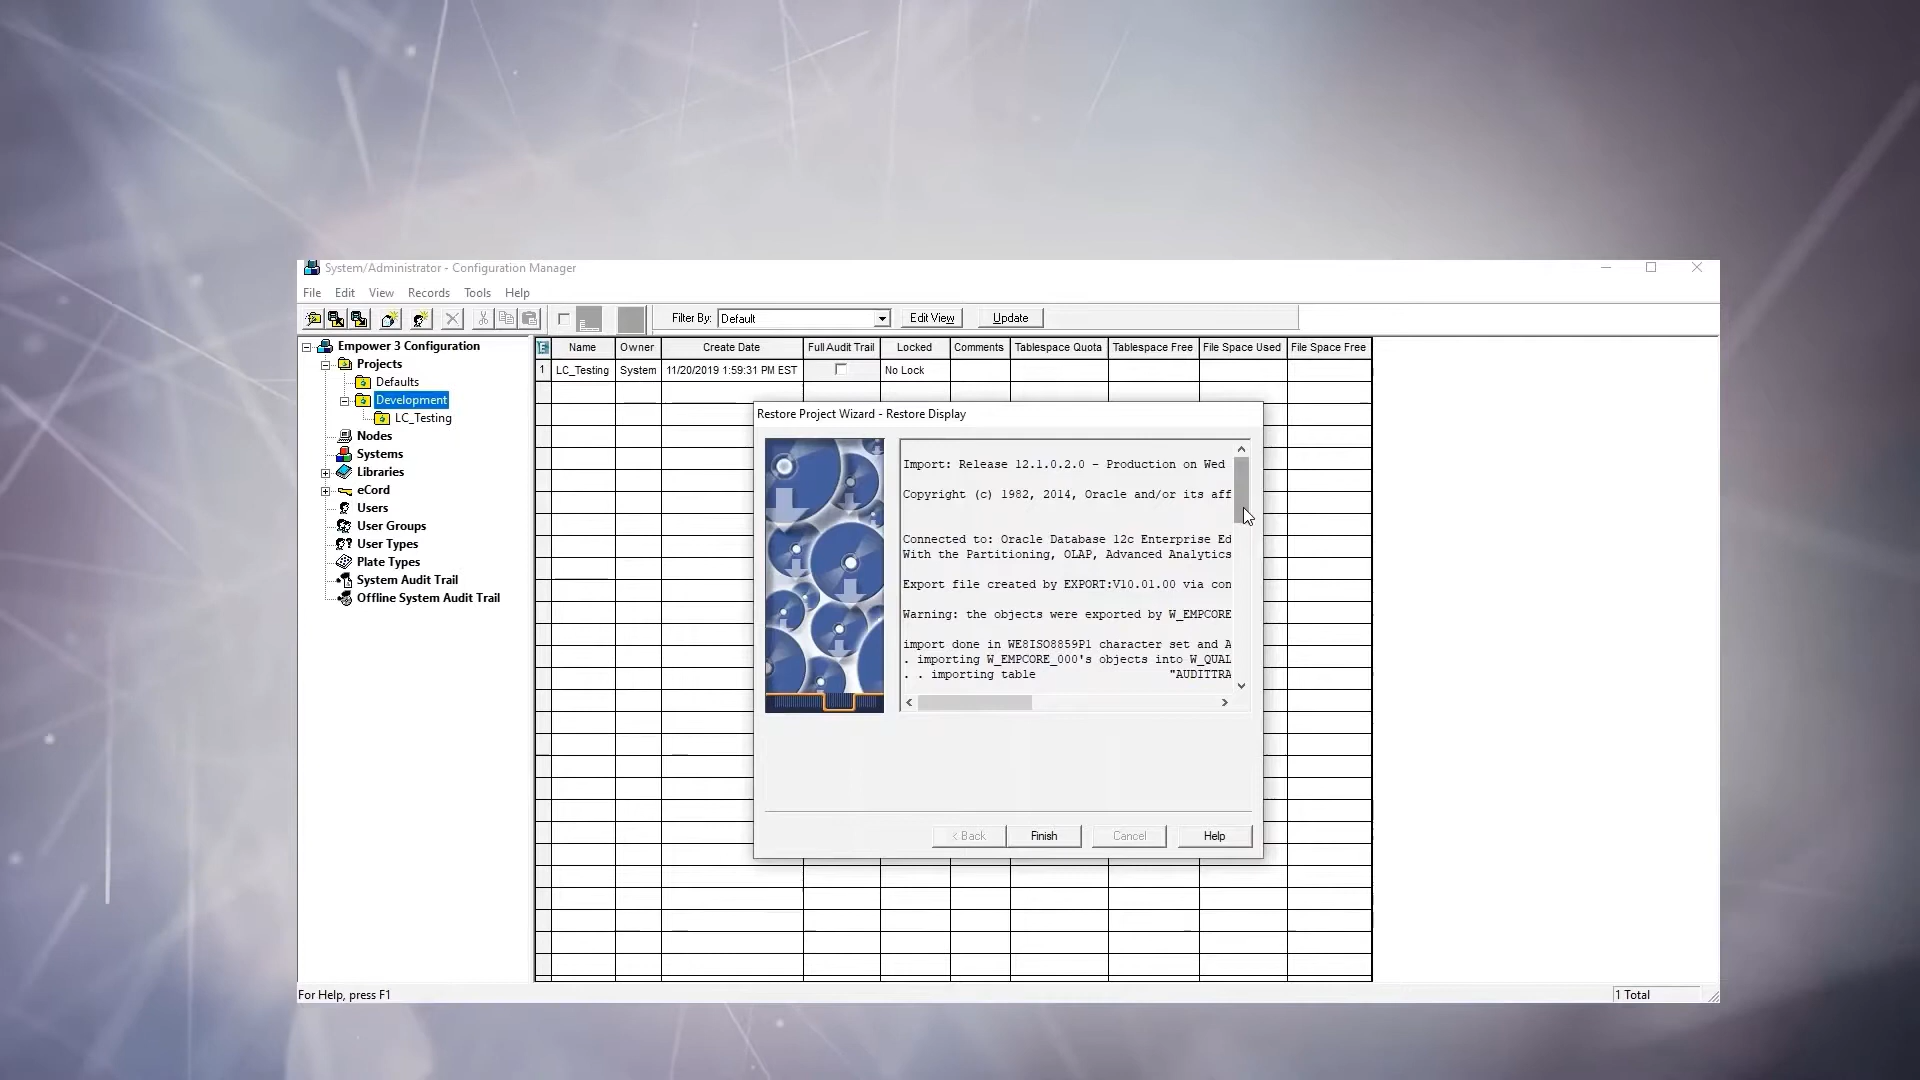 System/Administrator - Configuration Manager
File Edit View Records Tools Help
Filter By: Default Edit View Update
Empower 3 Configuration
Projects
Defaults
Development
LC_Testing
Nodes
Systems
Libraries
eCord
Users
User Groups
User Types
Plate Types
System Audit Trail
Offline System Audit Trail
Name Owner Create Date Full Audit Trail Locked Comments Tablespace Quota Tablespace Free File Space Used File Space Free
1 LC_Testing System 11/20/2019 1:59:31 PM EST No Lock
Restore Project Wizard - Restore Display
Import: Release 12.1.0.2.0 - Production on Wed
Copyright (c) 1982, 2014, Oracle and/or its aff
Connected to: Oracle Database 12c Enterprise Ed
With the Partitioning, OLAP, Advanced Analytics
Export file created by EXPORT:V10.01.00 via con
Warning: the objects were exported by W_EMPCORE
import done in WE8ISO8859P1 character set and A
. importing W_EMPCORE_000's objects into W_QUAL
. . importing table "AUDITTRA
< Back Finish Cancel Help
For Help, press F1
1 Total